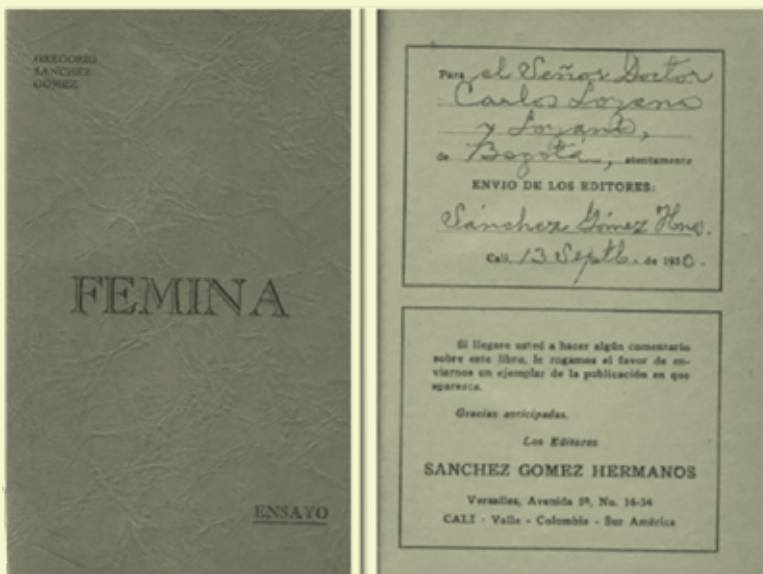 GREGORIO
SANCHEZ
GOMEZ
FEMINA
ENSAYO
Para el Señor Doctor
Carlos Lozano
y Lozano,
de Bogotá, atentamente
ENVIO DE LOS EDITORES:
Sánchez Gómez Hnos.
Cali, 13 Septb. de 1950.
Si llegare usted a hacer algún comentario
sobre este libro, le rogamos el favor de en-
viarnos un ejemplar de la publicación en que
aparezca.
Gracias anticipadas.
Los Editores
SANCHEZ GOMEZ HERMANOS
Versalles, Avenida 5ª, No. 16-34
CALI - Valle - Colombia - Sur América